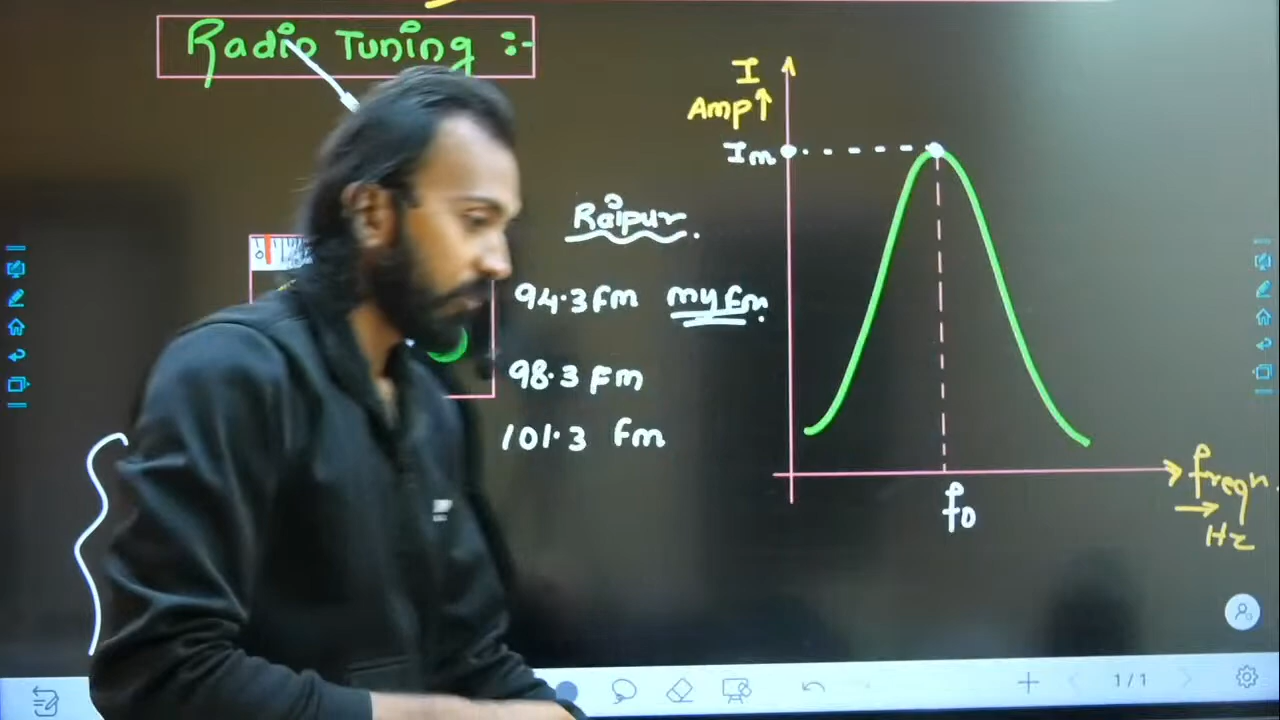 Radio Tuning :-
Raipur.
94.3 fm my fm.
98.3 fm
101.3 fm
I
Amp ↑
Im
f0
freqn.
Hz
1/1